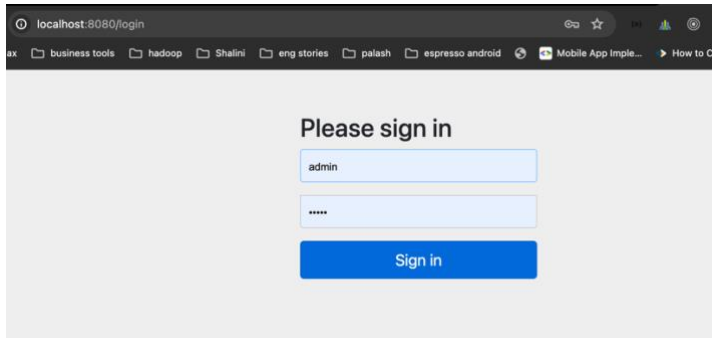 localhost:8080/login
ax business tools hadoop Shalini eng stories palash espresso android Mobile App Imple... How to C
Please sign in
admin
•••••
Sign in